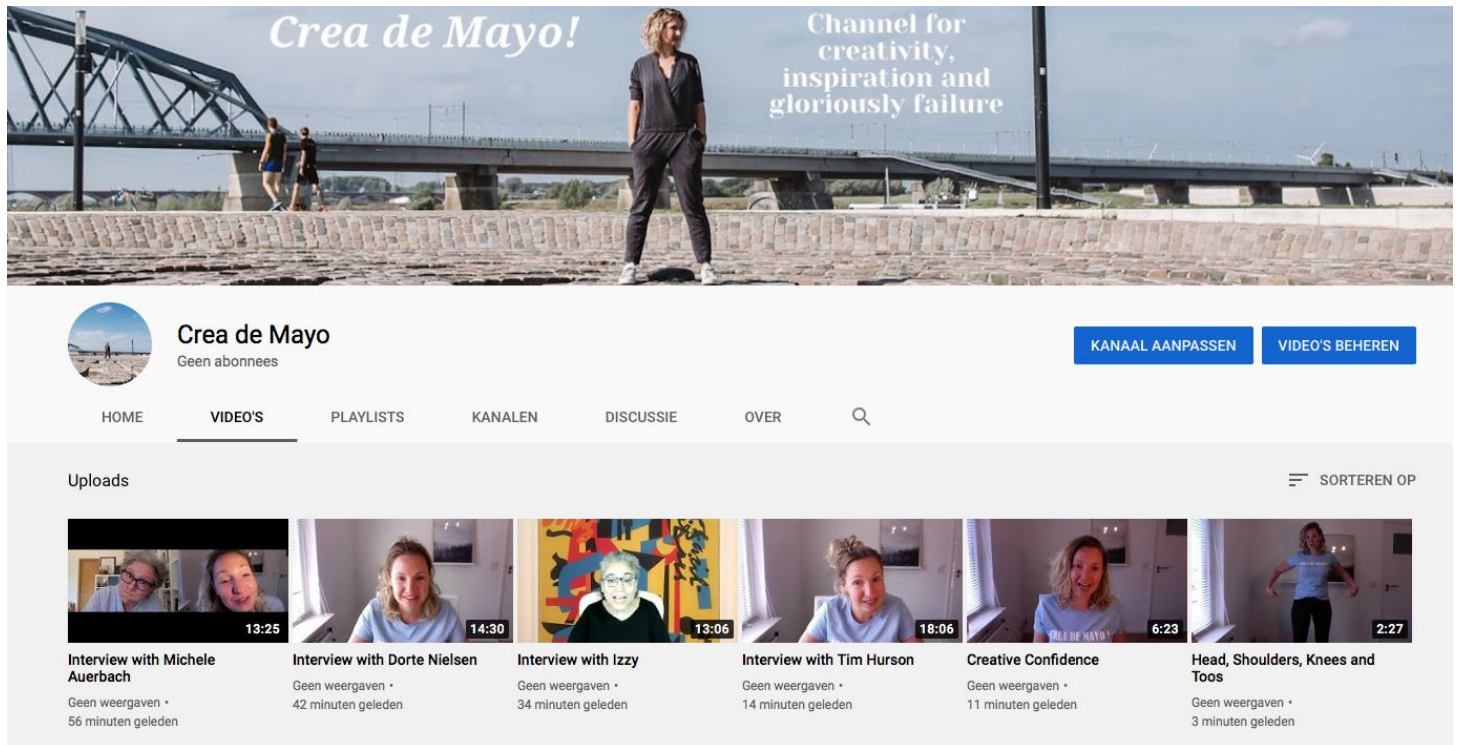 Crea de Mayo!
Channel for
creativity,
inspiration and
gloriously failure
Crea de Mayo
Geen abonnees
KANAAL AANPASSEN
VIDEO'S BEHEREN
HOME
VIDEO'S
PLAYLISTS
KANALEN
DISCUSSIE
OVER
Uploads
SORTEREN OP
13:25
14:30
13:06
18:06
CREA DE MAYO!
6:23
2:27
Interview with Michele
Auerbach
Geen weergaven •
56 minuten geleden
Interview with Dorte Nielsen
Geen weergaven •
42 minuten geleden
Interview with Izzy
Geen weergaven •
34 minuten geleden
Interview with Tim Hurson
Geen weergaven •
14 minuten geleden
Creative Confidence
Geen weergaven •
11 minuten geleden
Head, Shoulders, Knees and
Toos
Geen weergaven •
3 minuten geleden